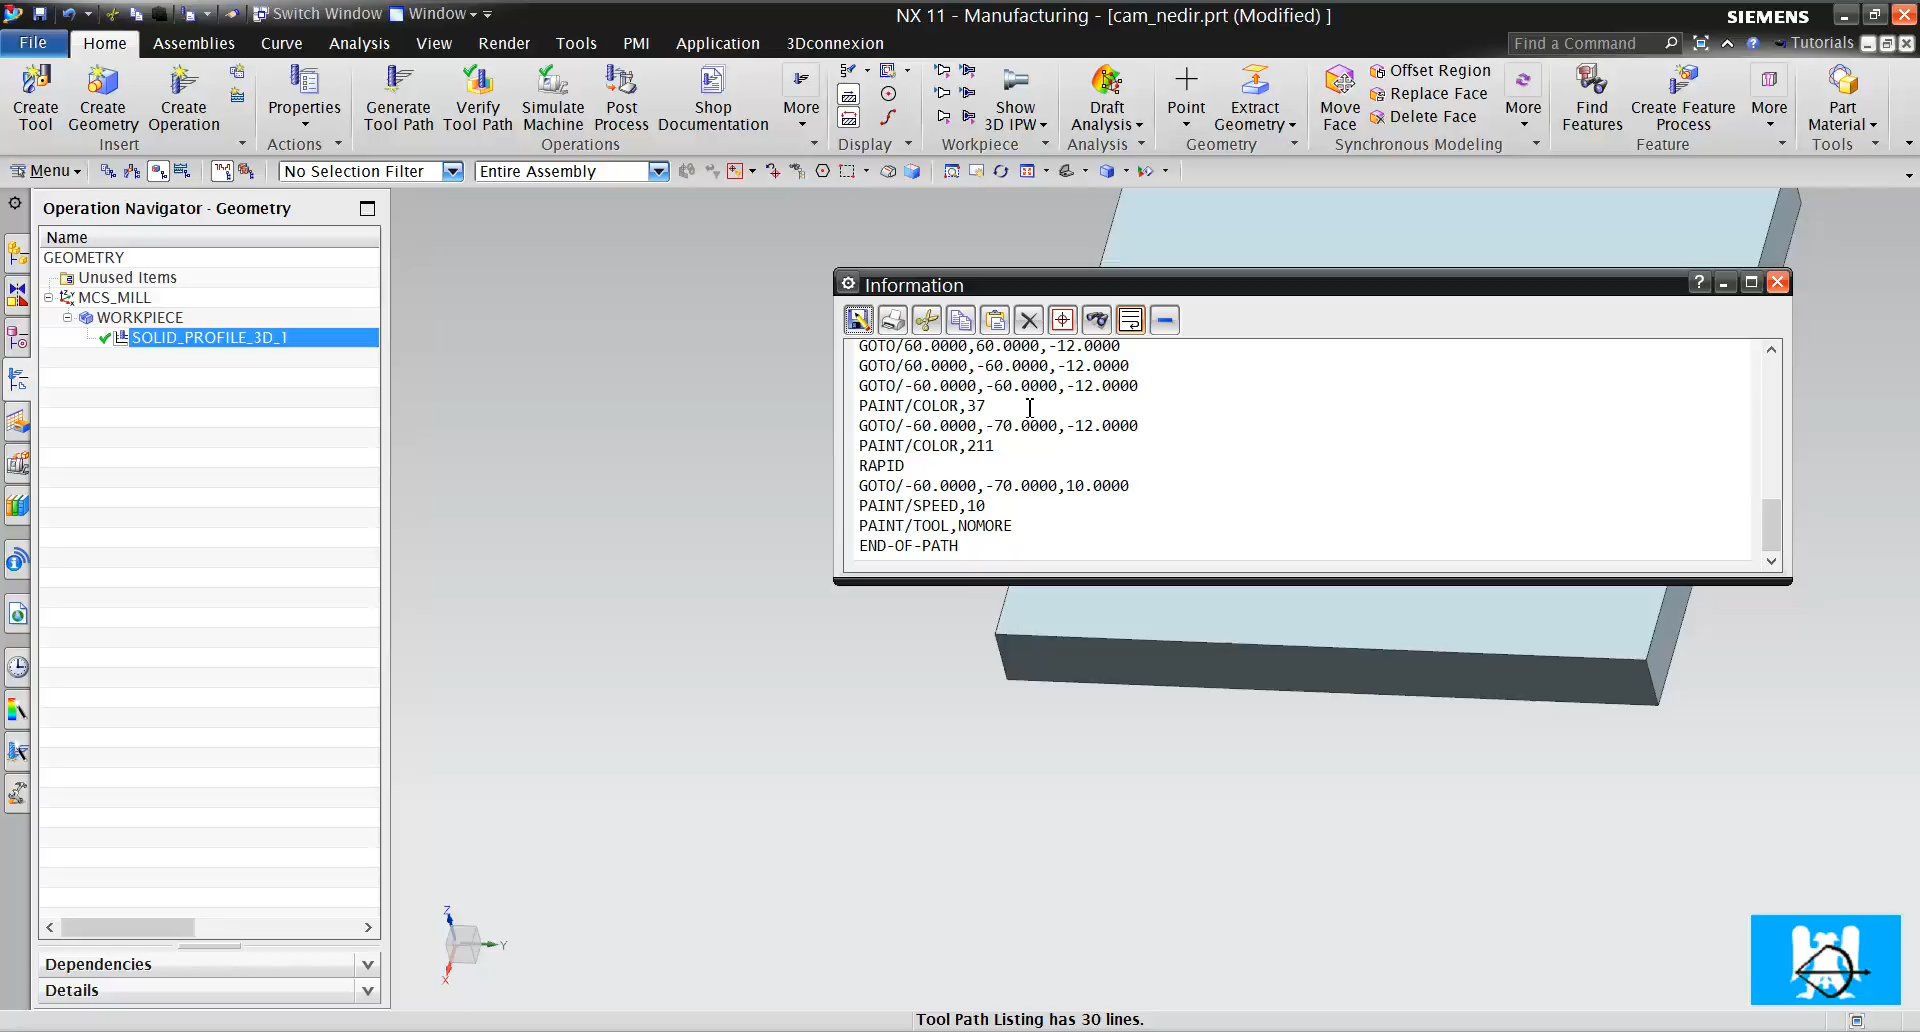 Switch Window Window
NX 11 - Manufacturing - [cam_nedir.prt (Modified) ]
SIEMENS
File Home Assemblies Curve Analysis View Render Tools PMI Application 3Dconnexion
Find a Command
Tutorials
Create Tool
Create Geometry
Create Operation
Insert
Properties
Actions
Generate Tool Path
Verify Tool Path
Simulate Machine
Post Process
Shop Documentation
More
Operations
Display
Show 3D IPW
Workpiece
Draft Analysis
Analysis
Point
Extract Geometry
Geometry
Move Face
Offset Region
Replace Face
Delete Face
More
Synchronous Modeling
Find Features
Create Feature Process
More
Feature
Part Material
Tools
Menu
No Selection Filter
Entire Assembly
Operation Navigator - Geometry
Name
GEOMETRY
Unused Items
MCS_MILL
WORKPIECE
SOLID_PROFILE_3D_1
Dependencies
Details
Information
?
GOTO/60.0000,60.0000,-12.0000
GOTO/60.0000,-60.0000,-12.0000
GOTO/-60.0000,-60.0000,-12.0000
PAINT/COLOR,37
GOTO/-60.0000,-70.0000,-12.0000
PAINT/COLOR,211
RAPID
GOTO/-60.0000,-70.0000,10.0000
PAINT/SPEED,10
PAINT/TOOL,NOMORE
END-OF-PATH
Z
Y
X
Tool Path Listing has 30 lines.